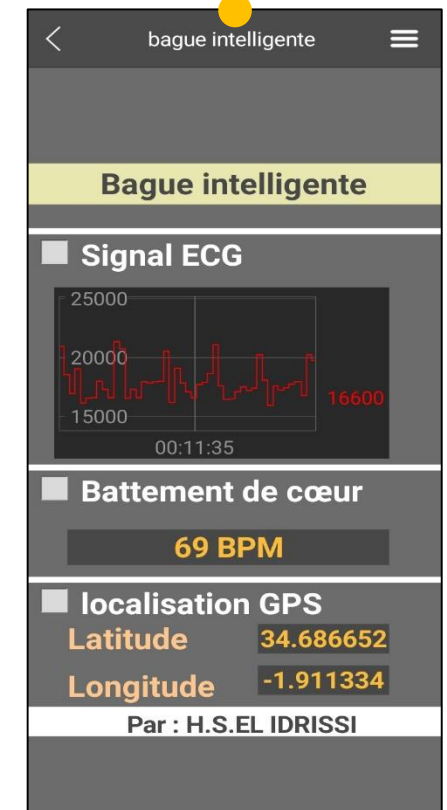 bague intelligente
Bague intelligente
Signal ECG
25000
20000
16600
15000
00:11:35
Battement de cœur
69 BPM
localisation GPS
Latitude 34.686652
Longitude -1.911334
Par : H.S.EL IDRISSI